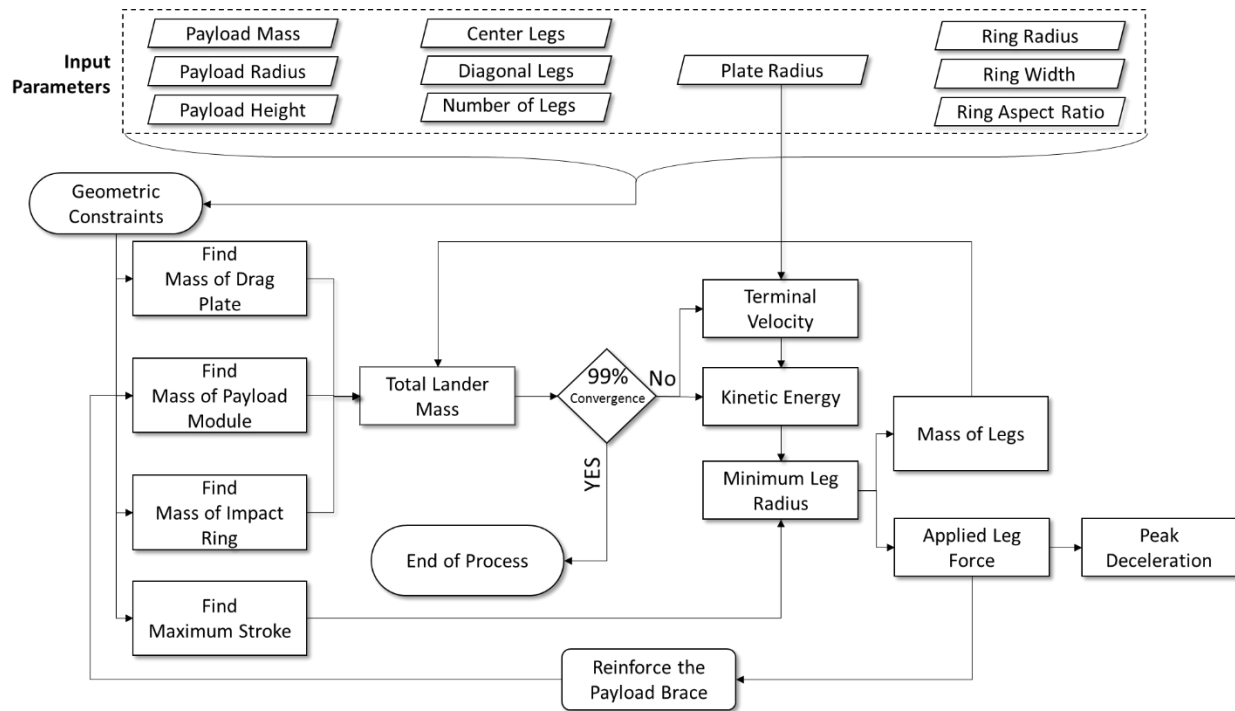 Input
Parameters
Payload Mass
Payload Radius
Payload Height
Center Legs
Diagonal Legs
Number of Legs
Plate Radius
Ring Radius
Ring Width
Ring Aspect Ratio
Geometric
Constraints
Find
Mass of Drag
Plate
Find
Mass of Payload
Module
Find
Mass of Impact
Ring
Find
Maximum Stroke
Total Lander
Mass
99%
Convergence
No
YES
End of Process
Terminal
Velocity
Kinetic Energy
Minimum Leg
Radius
Mass of Legs
Applied Leg
Force
Peak
Deceleration
Reinforce the
Payload Brace